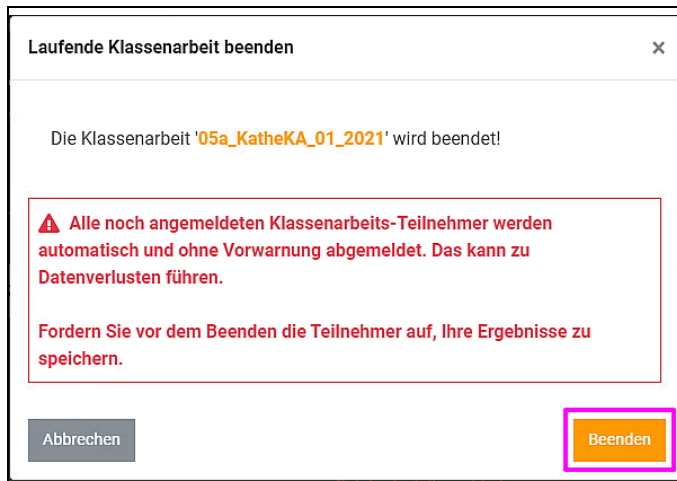 Laufende Klassenarbeit beenden ×
Die Klassenarbeit '05a_KatheKA_01_2021' wird beendet!
Alle noch angemeldeten Klassenarbeits-Teilnehmer werden
automatisch und ohne Vorwarnung abgemeldet. Das kann zu
Datenverlusten führen.
Fordern Sie vor dem Beenden die Teilnehmer auf, Ihre Ergebnisse zu
speichern.
Abbrechen
Beenden